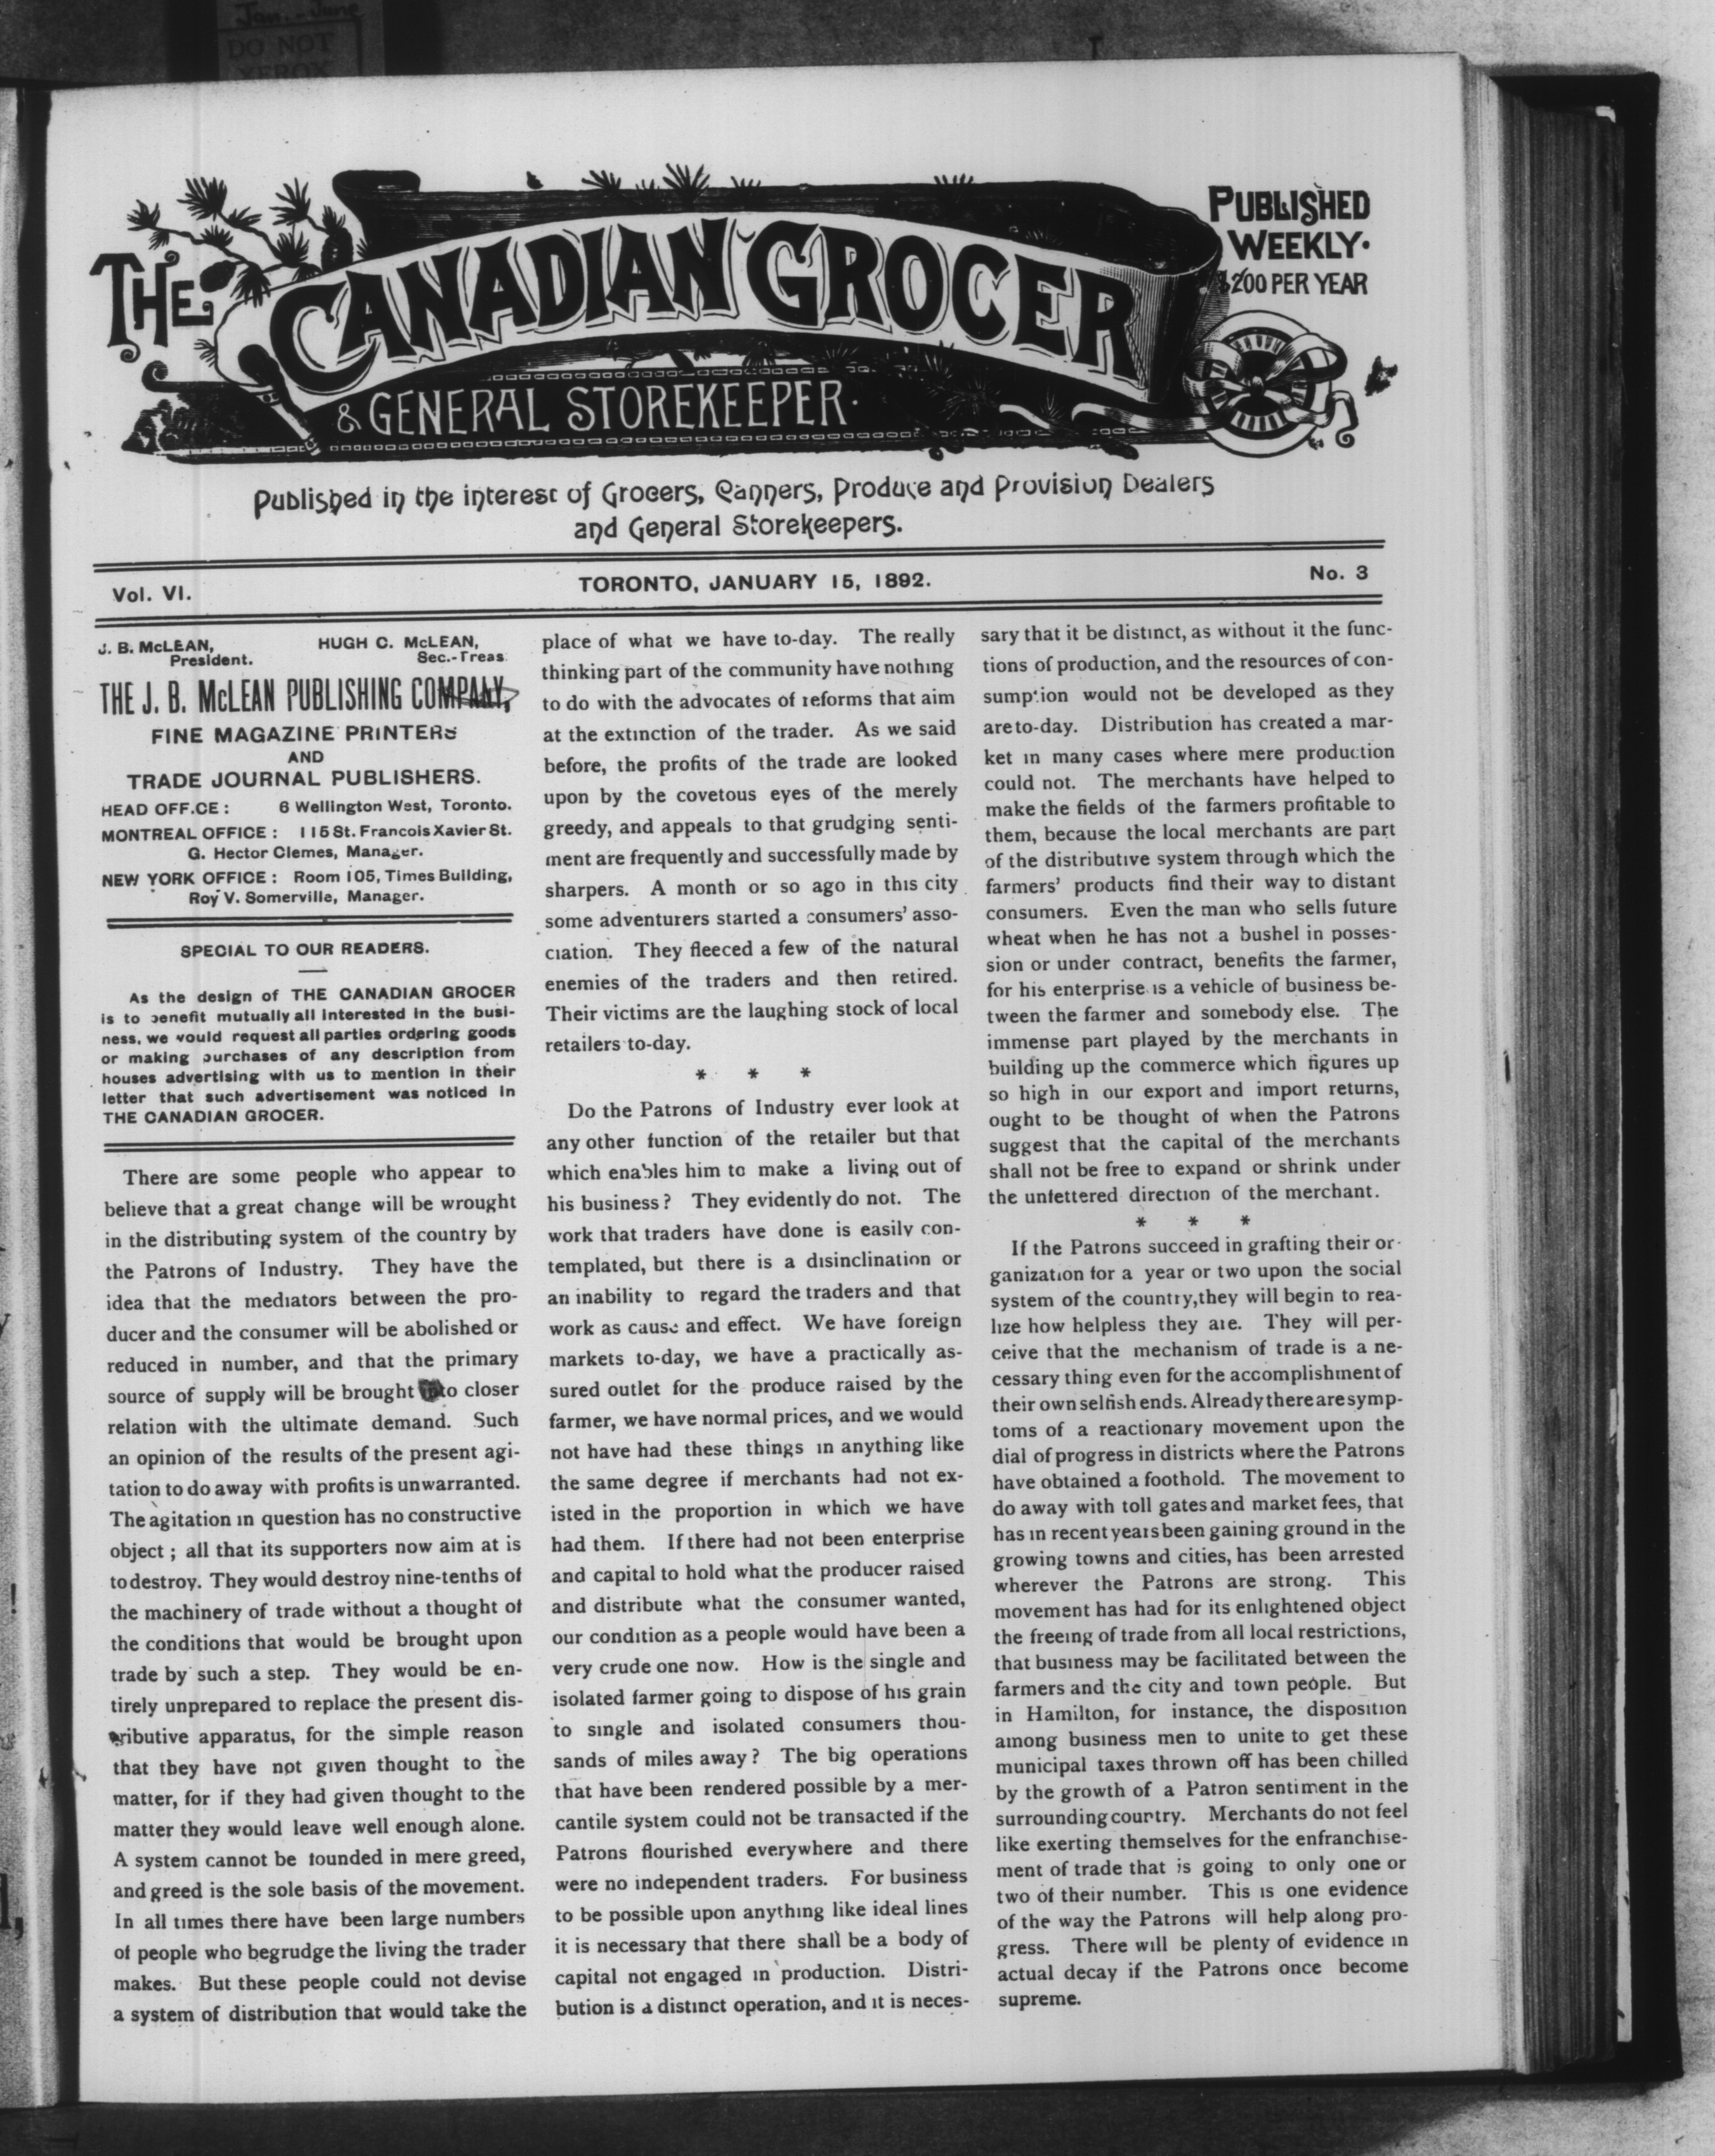 Jan. - June
DO NOT
XEROX
THE CANADIAN GROCER
& GENERAL STOREKEEPER.
PUBLISHED
WEEKLY.
$2.00 PER YEAR
Published in the interest of Grocers, Canners, Produce and Provision Dealers
and General Storekeepers.
Vol. VI.
TORONTO, JANUARY 15, 1892.
No. 3
J. B. McLEAN,
President.
HUGH C. McLEAN,
Sec.-Treas.
THE J. B. McLEAN PUBLISHING COMPANY,
FINE MAGAZINE PRINTERS
AND
TRADE JOURNAL PUBLISHERS.
HEAD OFFICE : 6 Wellington West, Toronto.
MONTREAL OFFICE : 115 St. Francois Xavier St.
G. Hector Clemes, Manager.
NEW YORK OFFICE : Room 105, Times Building,
Roy V. Somerville, Manager.
SPECIAL TO OUR READERS.
As the design of THE CANADIAN GROCER
is to benefit mutually all interested in the busi-
ness, we would request all parties ordering goods
or making purchases of any description from
houses advertising with us to mention in their
letter that such advertisement was noticed in
THE CANADIAN GROCER.
There are some people who appear to
believe that a great change will be wrought
in the distributing system of the country by
the Patrons of Industry. They have the
idea that the mediators between the pro-
ducer and the consumer will be abolished or
reduced in number, and that the primary
source of supply will be brought into closer
relation with the ultimate demand. Such
an opinion of the results of the present agi-
tation to do away with profits is unwarranted.
The agitation in question has no constructive
object ; all that its supporters now aim at is
to destroy. They would destroy nine-tenths of
the machinery of trade without a thought of
the conditions that would be brought upon
trade by such a step. They would be en-
tirely unprepared to replace the present dis-
tributive apparatus, for the simple reason
that they have not given thought to the
matter, for if they had given thought to the
matter they would leave well enough alone.
A system cannot be founded in mere greed,
and greed is the sole basis of the movement.
In all times there have been large numbers
of people who begrudge the living the trader
makes. But these people could not devise
a system of distribution that would take the
place of what we have to-day. The really
thinking part of the community have nothing
to do with the advocates of reforms that aim
at the extinction of the trader. As we said
before, the profits of the trade are looked
upon by the covetous eyes of the merely
greedy, and appeals to that grudging senti-
ment are frequently and successfully made by
sharpers. A month or so ago in this city
some adventurers started a consumers' asso-
ciation. They fleeced a few of the natural
enemies of the traders and then retired.
Their victims are the laughing stock of local
retailers to-day.
* * *
Do the Patrons of Industry ever look at
any other function of the retailer but that
which enables him to make a living out of
his business? They evidently do not. The
work that traders have done is easily con-
templated, but there is a disinclination or
an inability to regard the traders and that
work as cause and effect. We have foreign
markets to-day, we have a practically as-
sured outlet for the produce raised by the
farmer, we have normal prices, and we would
not have had these things in anything like
the same degree if merchants had not ex-
isted in the proportion in which we have
had them. If there had not been enterprise
and capital to hold what the producer raised
and distribute what the consumer wanted,
our condition as a people would have been a
very crude one now. How is the single and
isolated farmer going to dispose of his grain
to single and isolated consumers thou-
sands of miles away? The big operations
that have been rendered possible by a mer-
cantile system could not be transacted if the
Patrons flourished everywhere and there
were no independent traders. For business
to be possible upon anything like ideal lines
it is necessary that there shall be a body of
capital not engaged in production. Distri-
bution is a distinct operation, and it is neces-
sary that it be distinct, as without it the func-
tions of production, and the resources of con-
sumption would not be developed as they
are to-day. Distribution has created a mar-
ket in many cases where mere production
could not. The merchants have helped to
make the fields of the farmers profitable to
them, because the local merchants are part
of the distributive system through which the
farmers' products find their way to distant
consumers. Even the man who sells future
wheat when he has not a bushel in posses-
sion or under contract, benefits the farmer,
for his enterprise is a vehicle of business be-
tween the farmer and somebody else. The
immense part played by the merchants in
building up the commerce which figures up
so high in our export and import returns,
ought to be thought of when the Patrons
suggest that the capital of the merchants
shall not be free to expand or shrink under
the unfettered direction of the merchant.
* * *
If the Patrons succeed in grafting their or-
ganization for a year or two upon the social
system of the country, they will begin to rea-
lize how helpless they are. They will per-
ceive that the mechanism of trade is a ne-
cessary thing even for the accomplishment of
their own selfish ends. Already there are symp-
toms of a reactionary movement upon the
dial of progress in districts where the Patrons
have obtained a foothold. The movement to
do away with toll gates and market fees, that
has in recent years been gaining ground in the
growing towns and cities, has been arrested
wherever the Patrons are strong. This
movement has had for its enlightened object
the freeing of trade from all local restrictions,
that business may be facilitated between the
farmers and the city and town people. But
in Hamilton, for instance, the disposition
among business men to unite to get these
municipal taxes thrown off has been chilled
by the growth of a Patron sentiment in the
surrounding country. Merchants do not feel
like exerting themselves for the enfranchise-
ment of trade that is going to only one or
two of their number. This is one evidence
of the way the Patrons will help along pro-
gress. There will be plenty of evidence in
actual decay if the Patrons once become
supreme.